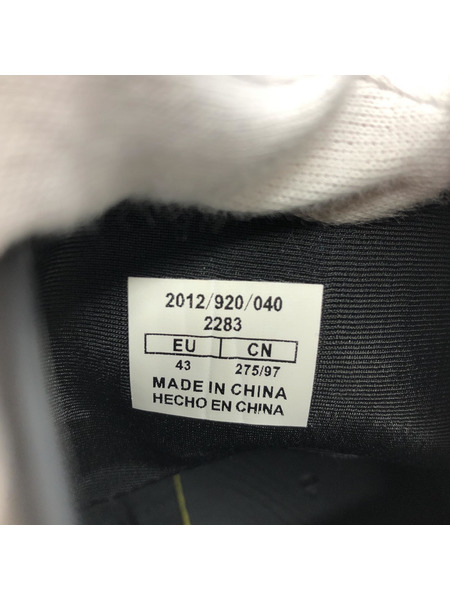 2012/920/040
2283
EU CN
43 275/97
MADE IN CHINA
HECHO EN CHINA